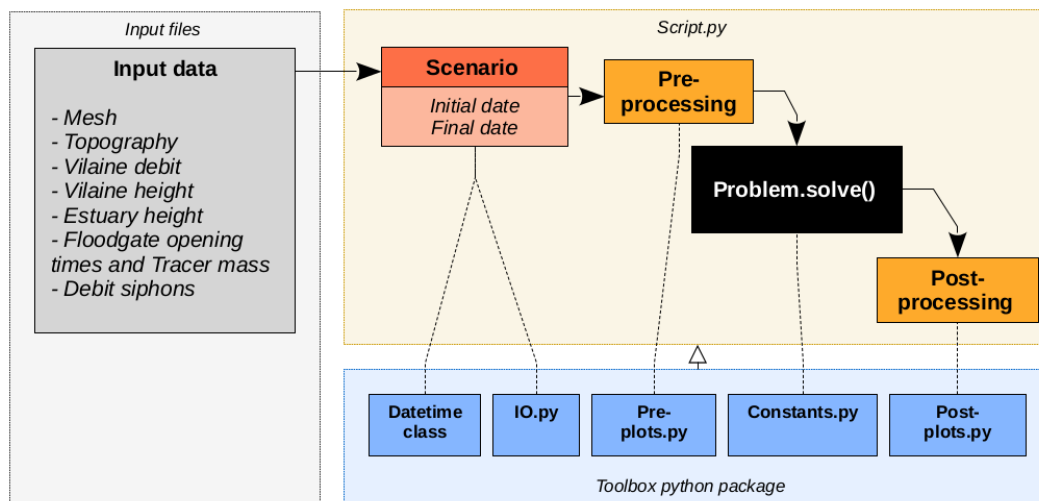 Input files
Input data
- Mesh
- Topography
- Vilaine debit
- Vilaine height
- Estuary height
- Floodgate opening
times and Tracer mass
- Debit siphons
Script.py
Scenario
Initial date
Final date
Pre-
processing
Problem.solve()
Post-
processing
Datetime
class
IO.py
Pre-
plots.py
Constants.py
Post-
plots.py
Toolbox python package